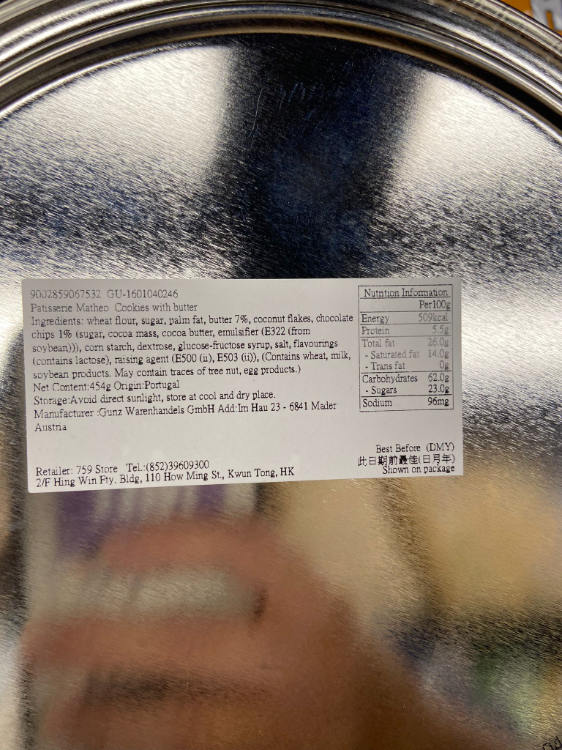 9002859067532 GU-1601040246
Patisserie Matheo Cookies with butter
Ingredients: wheat flour, sugar, palm fat, butter 7%, coconut flakes, chocolate
chips 1% (sugar, cocoa mass, cocoa butter, emulsifier (E322 (from
soybean))), corn starch, dextrose, glucose-fructose syrup, salt, flavourings
(contains lactose), raising agent (E500 (ii), E503 (ii)), (Contains wheat, milk,
soybean products. May contain traces of tree nut, egg products.)
Net Content:454g Origin:Portugal
Storage:Avoid direct sunlight, store at cool and dry place.
Manufacturer :Gunz Warenhandels GmbH Add:Im Hau 23 - 6841 Mader
Austria
Nutrition Information
Per100g
Energy 509kcal
Protein 5.5g
Total fat 26.0g
- Saturated fat 14.0g
- Trans fat 0g
Carbohydrates 62.0g
- Sugars 23.0g
Sodium 96mg
Retailer: 759 Store Tel.:(852)39609300
2/F Hing Win Fty. Bldg, 110 How Ming St., Kwun Tong, HK
Best Before (DMY)
此日期前最佳(日月年)
Shown on package